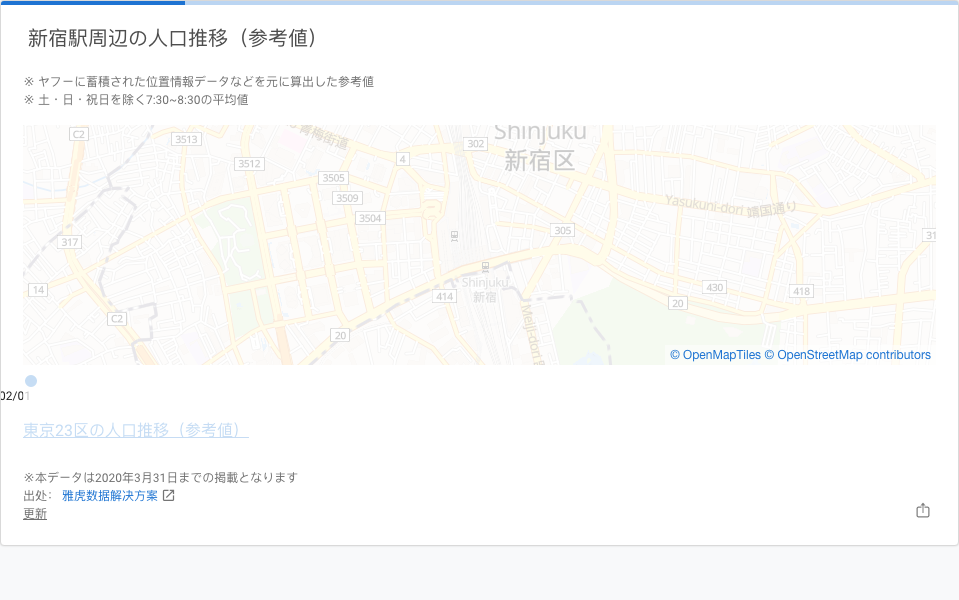 新宿駅周辺の人口推移（参考値）
※ ヤフーに蓄積された位置情報データなどを元に算出した参考値
※ 土・日・祝日を除く7:30~8:30の平均値
C2
3513
青梅街道
302
Shinjuku
新宿区
4
3512
3505
3509
3504
Yasukuni-dori 靖国通り
317
305
31
14
Shinjuku
新宿
414
430
418
20
C2
20
Meiji-dori
© OpenMapTiles © OpenStreetMap contributors
02/01
東京23区の人口推移（参考値）
※本データは2020年3月31日までの掲載となります
出处： 雅虎数据解决方案
更新